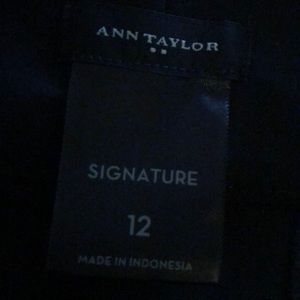 ANN TAYLOR
SIGNATURE
12
MADE IN INDONESIA